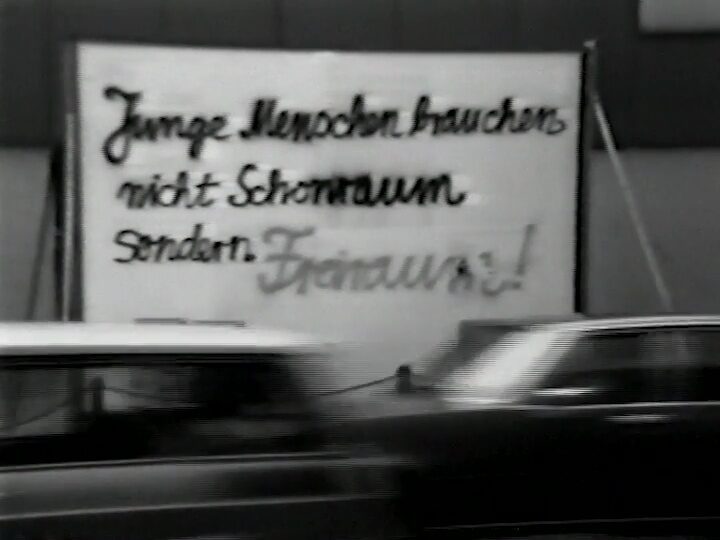 Junge Menschen brauchen
nicht Schonraum
sondern Freiraum!